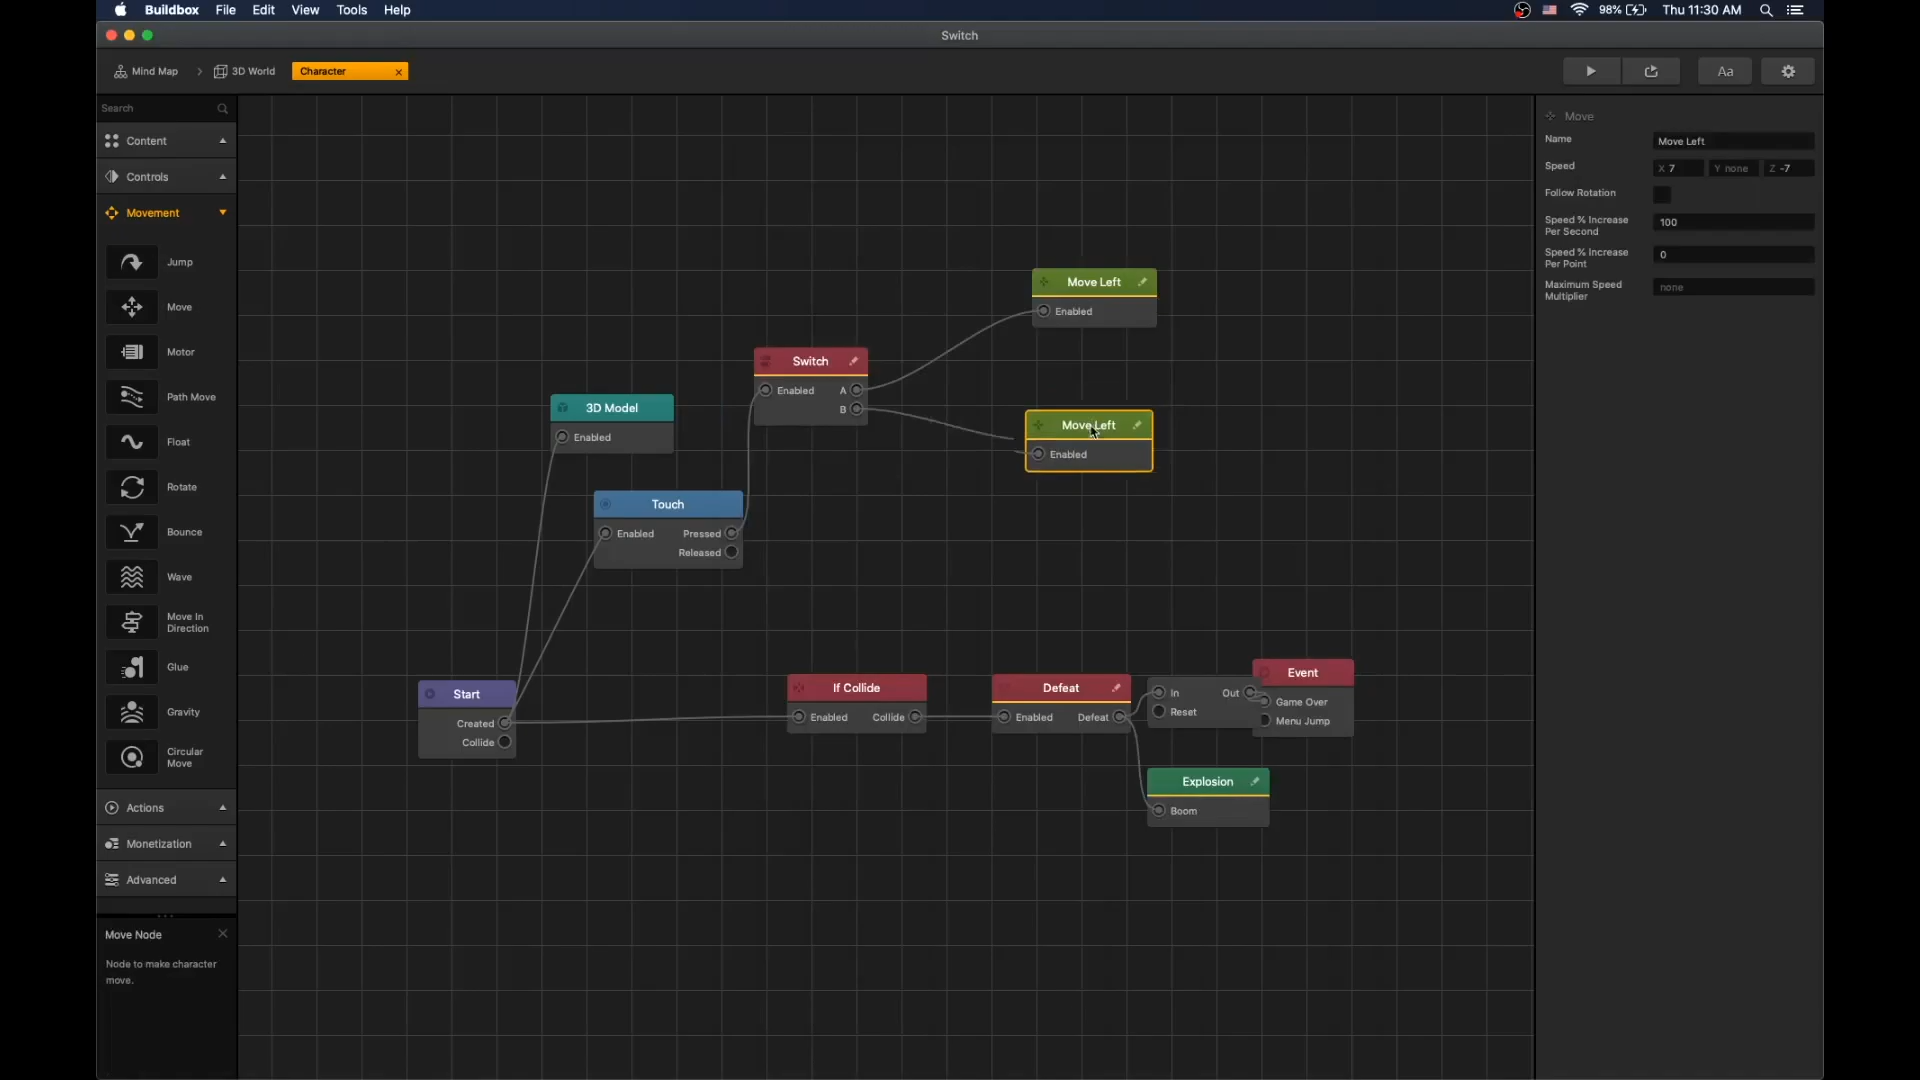 Buildbox File Edit View Tools Help
98% Thu 11:30 AM
Switch
Mind Map 3D World Character ×
Aa
Search
Content
Controls
Movement
Jump
Move
Motor
Path Move
Float
Rotate
Bounce
Wave
Move In
Direction
Glue
Gravity
Circular
Move
Actions
Monetization
Advanced
Move Node
Node to make character
move.
Move Left
Enabled
Switch
Enabled A
B
3D Model
Enabled
Move Left
Enabled
Touch
Enabled Pressed
Released
Start
Created
Collide
If Collide
Enabled Collide
Defeat
Enabled Defeat
In Out
Reset
Event
Game Over
Menu Jump
Explosion
Boom
Move
Name Move Left
Speed X 7 Y none Z -7
Follow Rotation
Speed % Increase
Per Second
100
Speed % Increase
Per Point
0
Maximum Speed
Multiplier
none